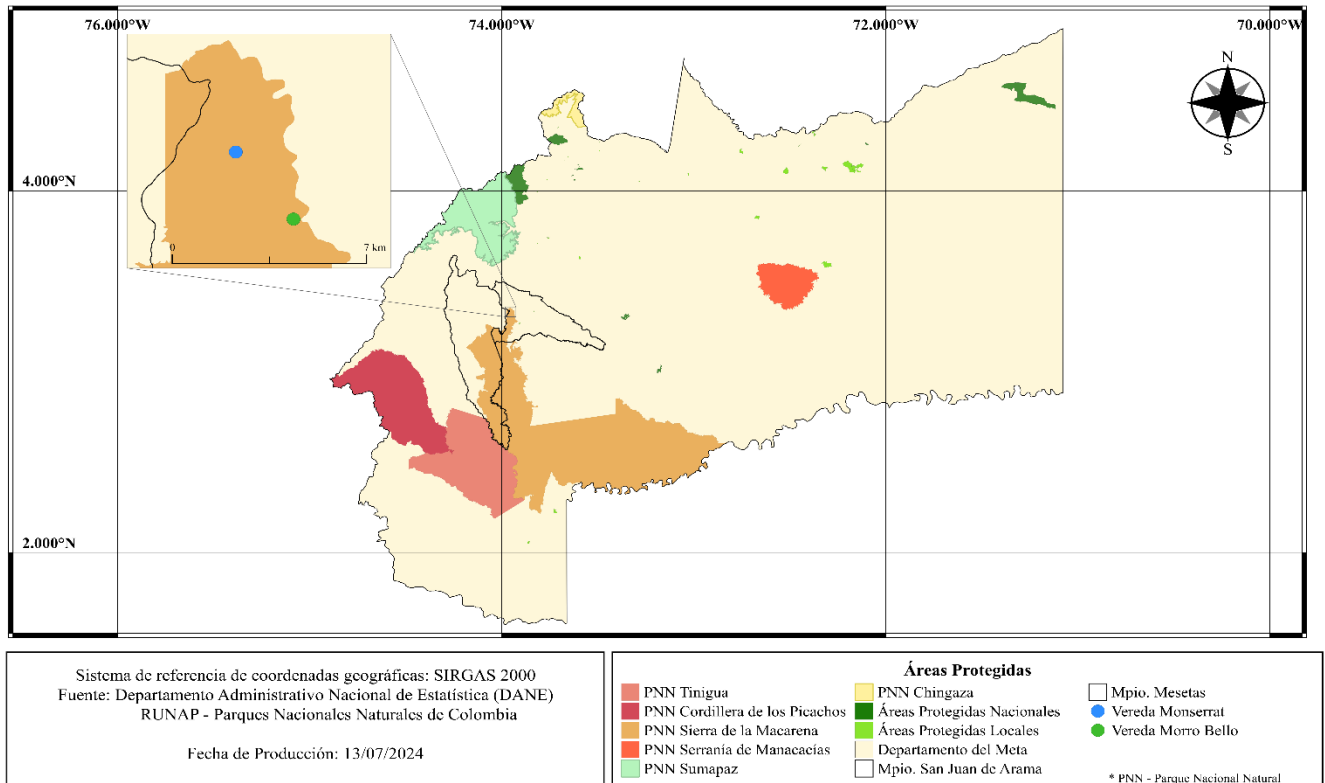 76.000°W 74.000°W 72.000°W 70.000°W
N
S
4.000°N
0 7 km
2.000°N
Sistema de referencia de coordenadas geográficas: SIRGAS 2000
Fuente: Departamento Administrativo Nacional de Estatística (DANE)
RUNAP - Parques Nacionales Naturales de Colombia
Fecha de Producción: 13/07/2024
Áreas Protegidas
PNN Tinigua
PNN Cordillera de los Picachos
PNN Sierra de la Macarena
PNN Serranía de Manacacías
PNN Sumapaz
PNN Chingaza
Áreas Protegidas Nacionales
Áreas Protegidas Locales
Departamento del Meta
Mpio. San Juan de Arama
Mpio. Mesetas
Vereda Monserrat
Vereda Morro Bello
* PNN - Parque Nacional Natural